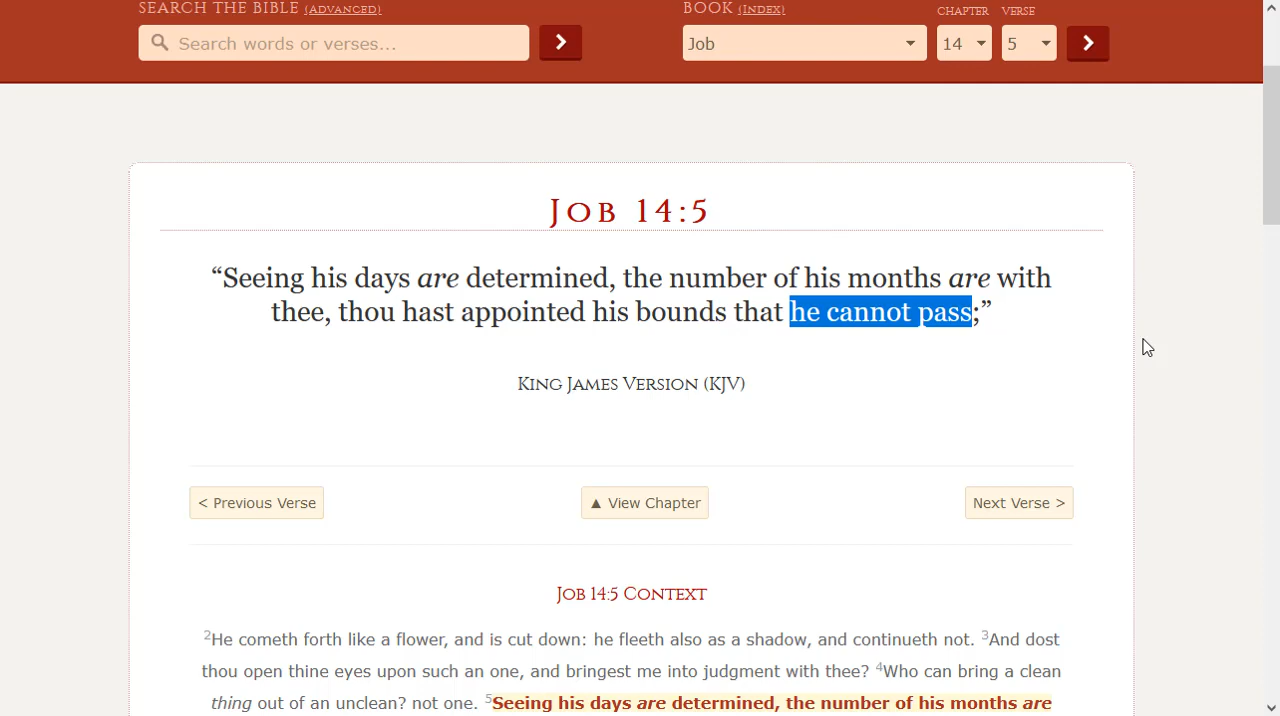 SEARCH THE BIBLE (ADVANCED)
BOOK (INDEX)
CHAPTER VERSE
Search words or verses...
Job
14
5
JOB 14:5
“Seeing his days are determined, the number of his months are with
thee, thou hast appointed his bounds that he cannot pass;”
KING JAMES VERSION (KJV)
< Previous Verse
▲ View Chapter
Next Verse >
JOB 14:5 CONTEXT
2He cometh forth like a flower, and is cut down: he fleeth also as a shadow, and continueth not. 3And dost
thou open thine eyes upon such an one, and bringest me into judgment with thee? 4Who can bring a clean
thing out of an unclean? not one. 5Seeing his days are determined, the number of his months are